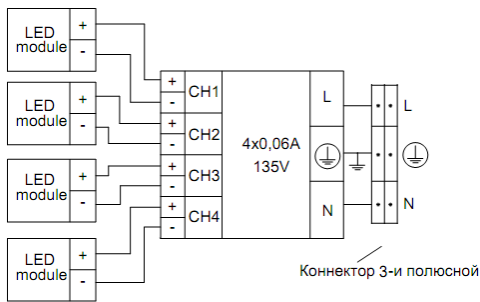 LED
module
+
-
LED
module
+
-
LED
module
+
-
LED
module
+
-
+
-
CH1
+
-
CH2
+
-
CH3
+
-
CH4
4x0,06A
135V
L
N
L
N
Коннектор 3-и полюсной